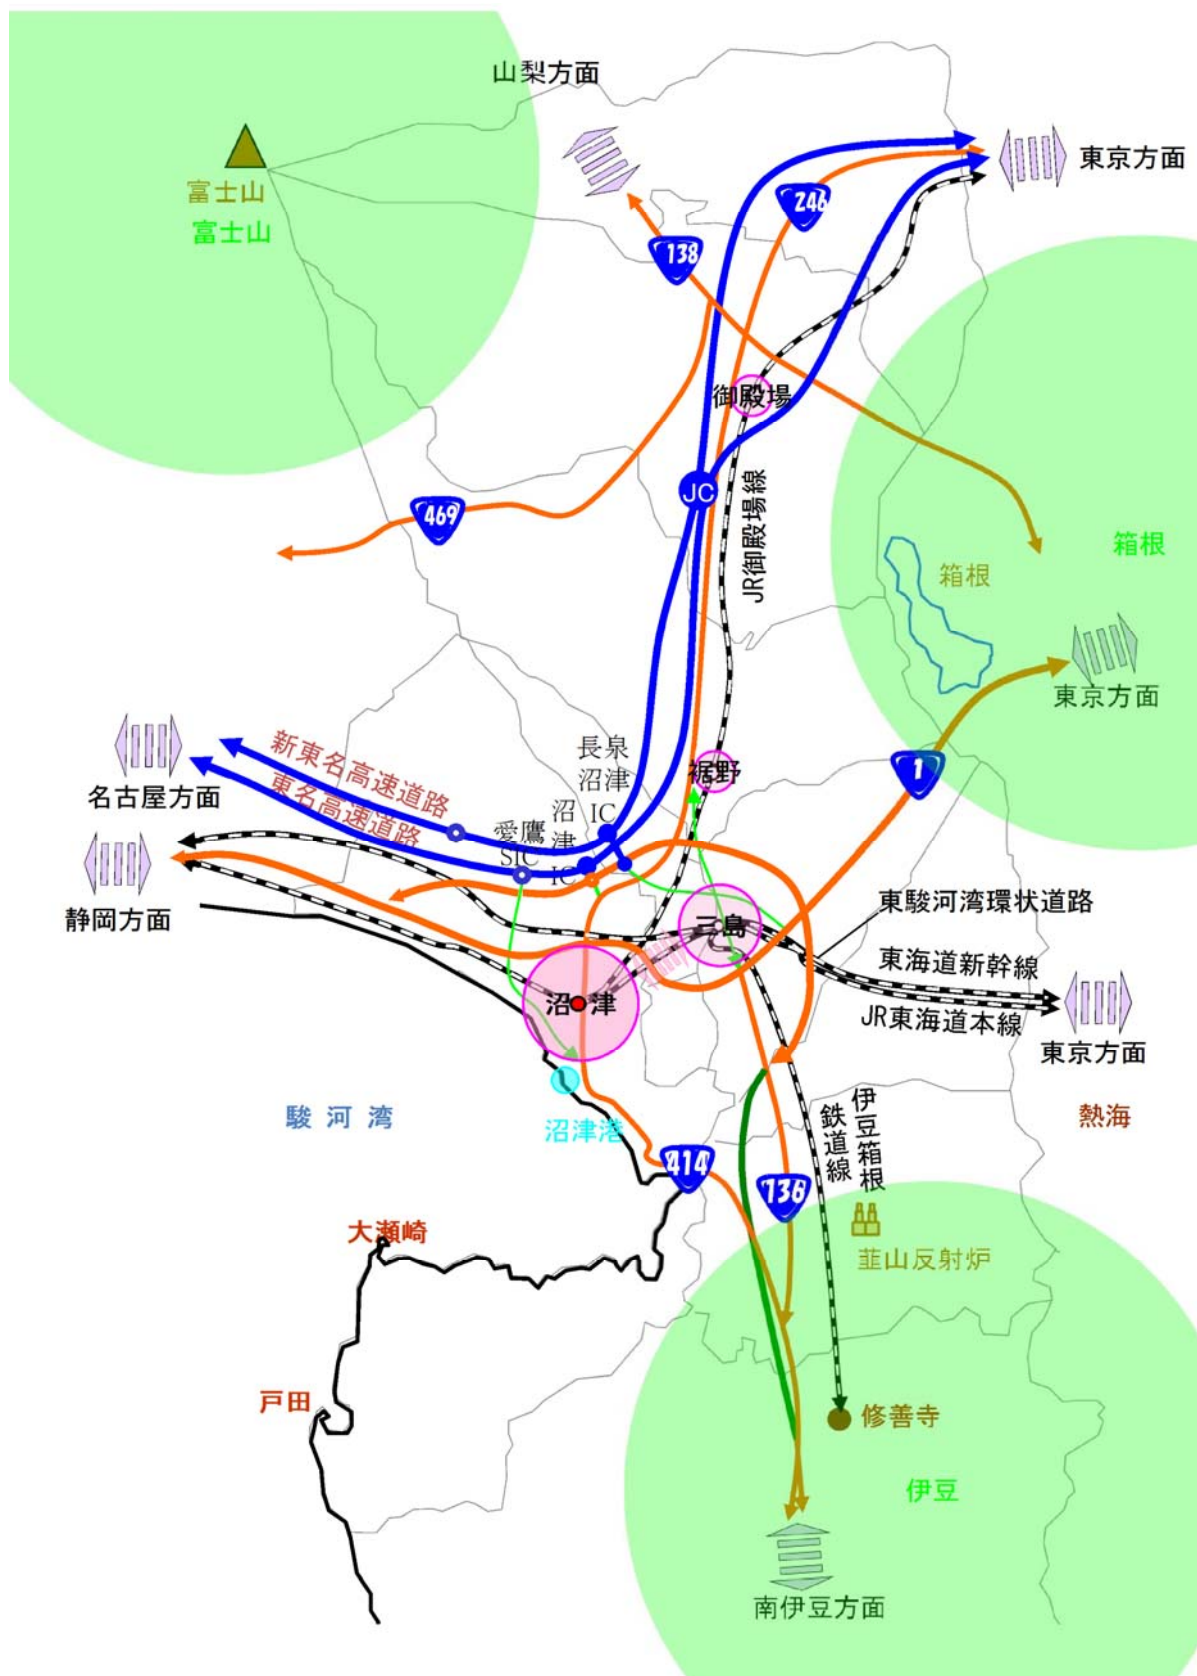 山梨方面
東京方面
富士山
富士山
246
138
御殿場
JC
469
JR御殿場線
箱根
箱根
東京方面
名古屋方面
新東名高速道路
東名高速道路
長泉
沼津
IC
裾野
1
愛鷹
SIC
沼津
IC
静岡方面
三島
東駿河湾環状道路
東海道新幹線
JR東海道本線
東京方面
沼津
駿河湾
沼津港
熱海
伊豆箱根
鉄道線
414
136
大瀬崎
韮山反射炉
戸田
修善寺
伊豆
南伊豆方面